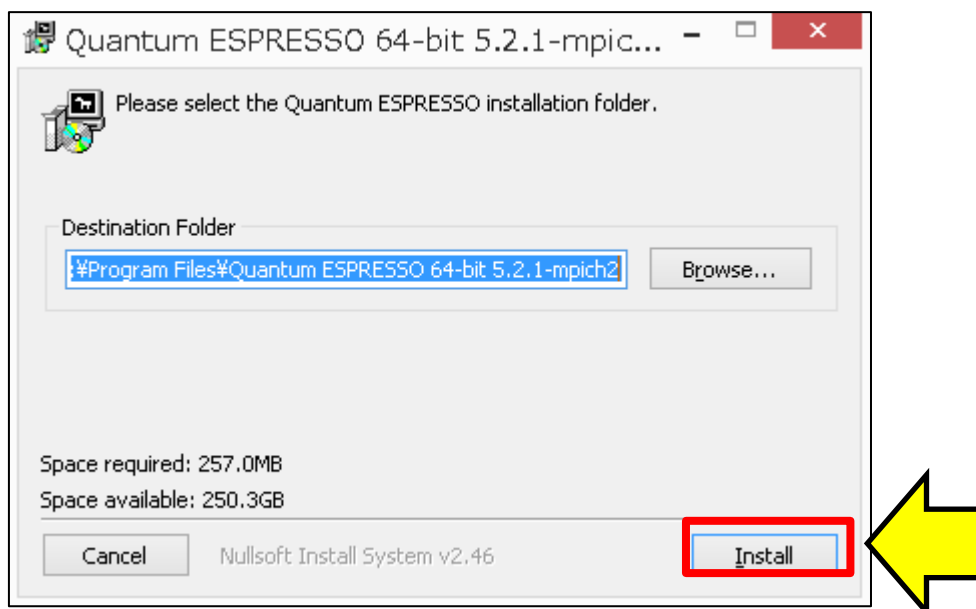 Quantum ESPRESSO 64-bit 5.2.1-mpic...
Please select the Quantum ESPRESSO installation folder.
Destination Folder
:¥Program Files¥Quantum ESPRESSO 64-bit 5.2.1-mpich2
Browse...
Space required: 257.0MB
Space available: 250.3GB
Cancel
Nullsoft Install System v2.46
Install